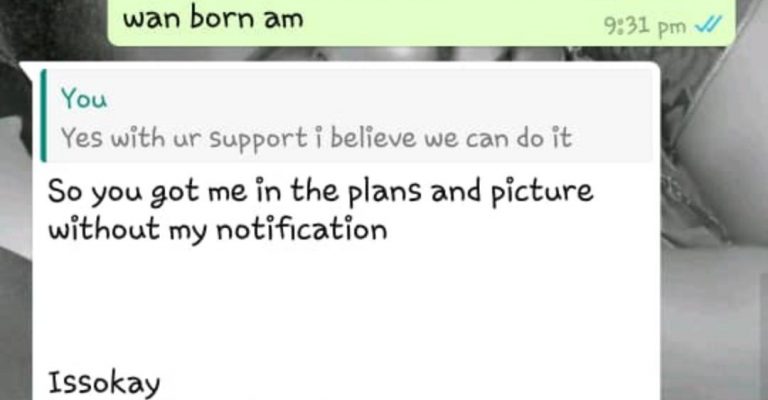 wan born am
9:31 pm
You
Yes with ur support i believe we can do it
So you got me in the plans and picture
without my notification
Issokay